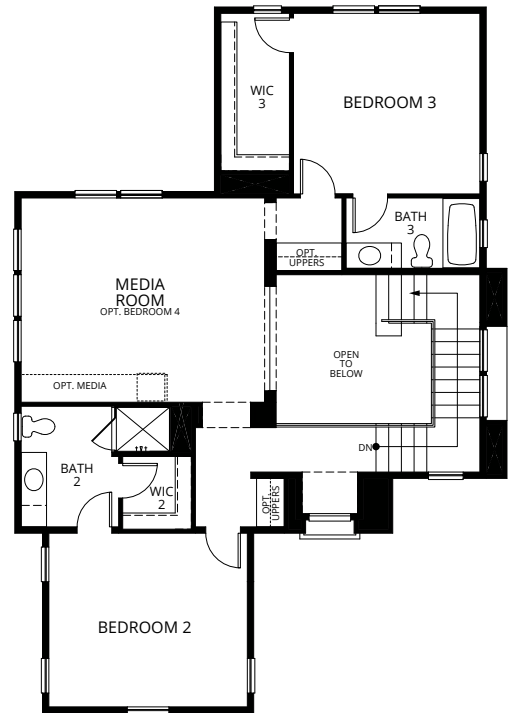 WIC
3
BEDROOM 3
BATH
3
OPT.
UPPERS
MEDIA
ROOM
OPT. BEDROOM 4
OPEN
TO
BELOW
OPT. MEDIA
DN
BATH
2
WIC
2
OPT.
UPPERS
BEDROOM 2